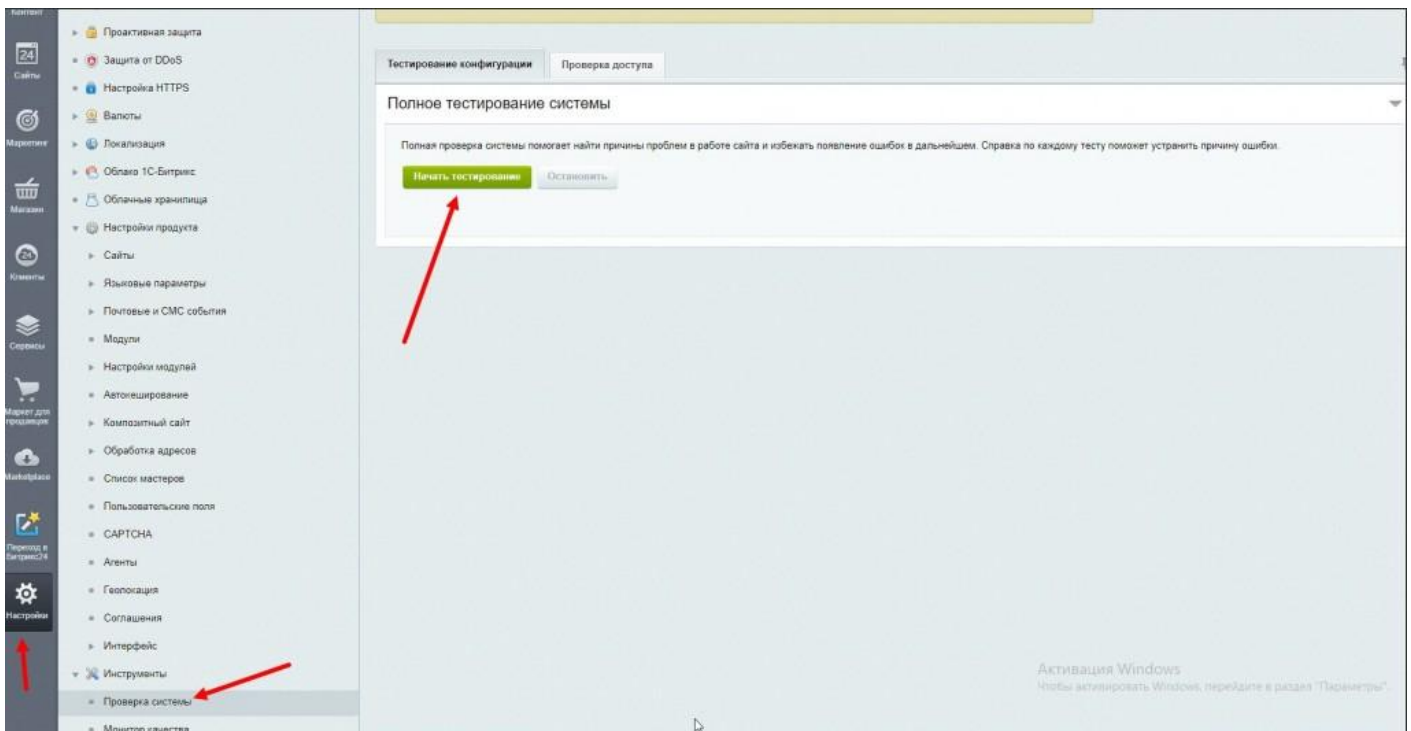 Контент
24
Сайты
Маркетинг
Магазин
24
Клиенты
Сервисы
Маркет для
продавцов
Marketplace
Переход в
Битрикс24
Настройки
Проактивная защита
Защита от DDoS
Настройка HTTPS
Валюты
Локализация
Облако 1С-Битрикс
Облачные хранилища
Настройки продукта
Сайты
Языковые параметры
Почтовые и СМС события
Модули
Настройки модулей
Автокеширование
Композитный сайт
Обработка адресов
Список мастеров
Пользовательские поля
CAPTCHA
Агенты
Геолокация
Соглашения
Интерфейс
Инструменты
Проверка системы
Монитор качества
Тестирование конфигурации
Проверка доступа
Полное тестирование системы
Полная проверка системы помогает найти причины проблем в работе сайта и избежать появление ошибок в дальнейшем. Справка по каждому тесту поможет устранить причину ошибки.
Начать тестирование
Остановить
Активация Windows
Чтобы активировать Windows, перейдите в раздел "Параметры".